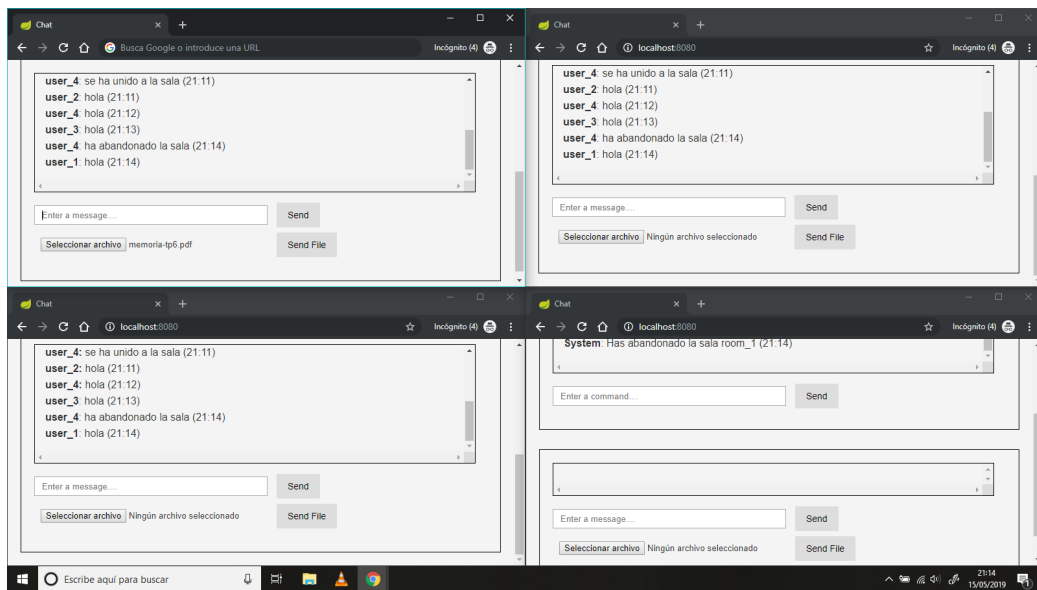 Chat
Busca Google o introduce una URL
Incógnito (4)
user_4: se ha unido a la sala (21:11)
user_2: hola (21:11)
user_4: hola (21:12)
user_3: hola (21:13)
user_4: ha abandonado la sala (21:14)
user_1: hola (21:14)
Enter a message....
Send
Seleccionar archivo memoria-tp6.pdf
Send File
Chat
localhost:8080
Incógnito (4)
user_4: se ha unido a la sala (21:11)
user_2: hola (21:11)
user_4: hola (21:12)
user_3: hola (21:13)
user_4: ha abandonado la sala (21:14)
user_1: hola (21:14)
Enter a message....
Send
Seleccionar archivo Ningún archivo seleccionado
Send File
Chat
localhost:8080
Incógnito (4)
user_4: se ha unido a la sala (21:11)
user_2: hola (21:11)
user_4: hola (21:12)
user_3: hola (21:13)
user_4: ha abandonado la sala (21:14)
user_1: hola (21:14)
Enter a message....
Send
Seleccionar archivo Ningún archivo seleccionado
Send File
Chat
localhost:8080
Incógnito (4)
System: Has abandonado la sala room_1 (21:14)
Enter a command....
Send
Enter a message....
Send
Seleccionar archivo Ningún archivo seleccionado
Send File
Escribe aquí para buscar
21:14
15/05/2019
1